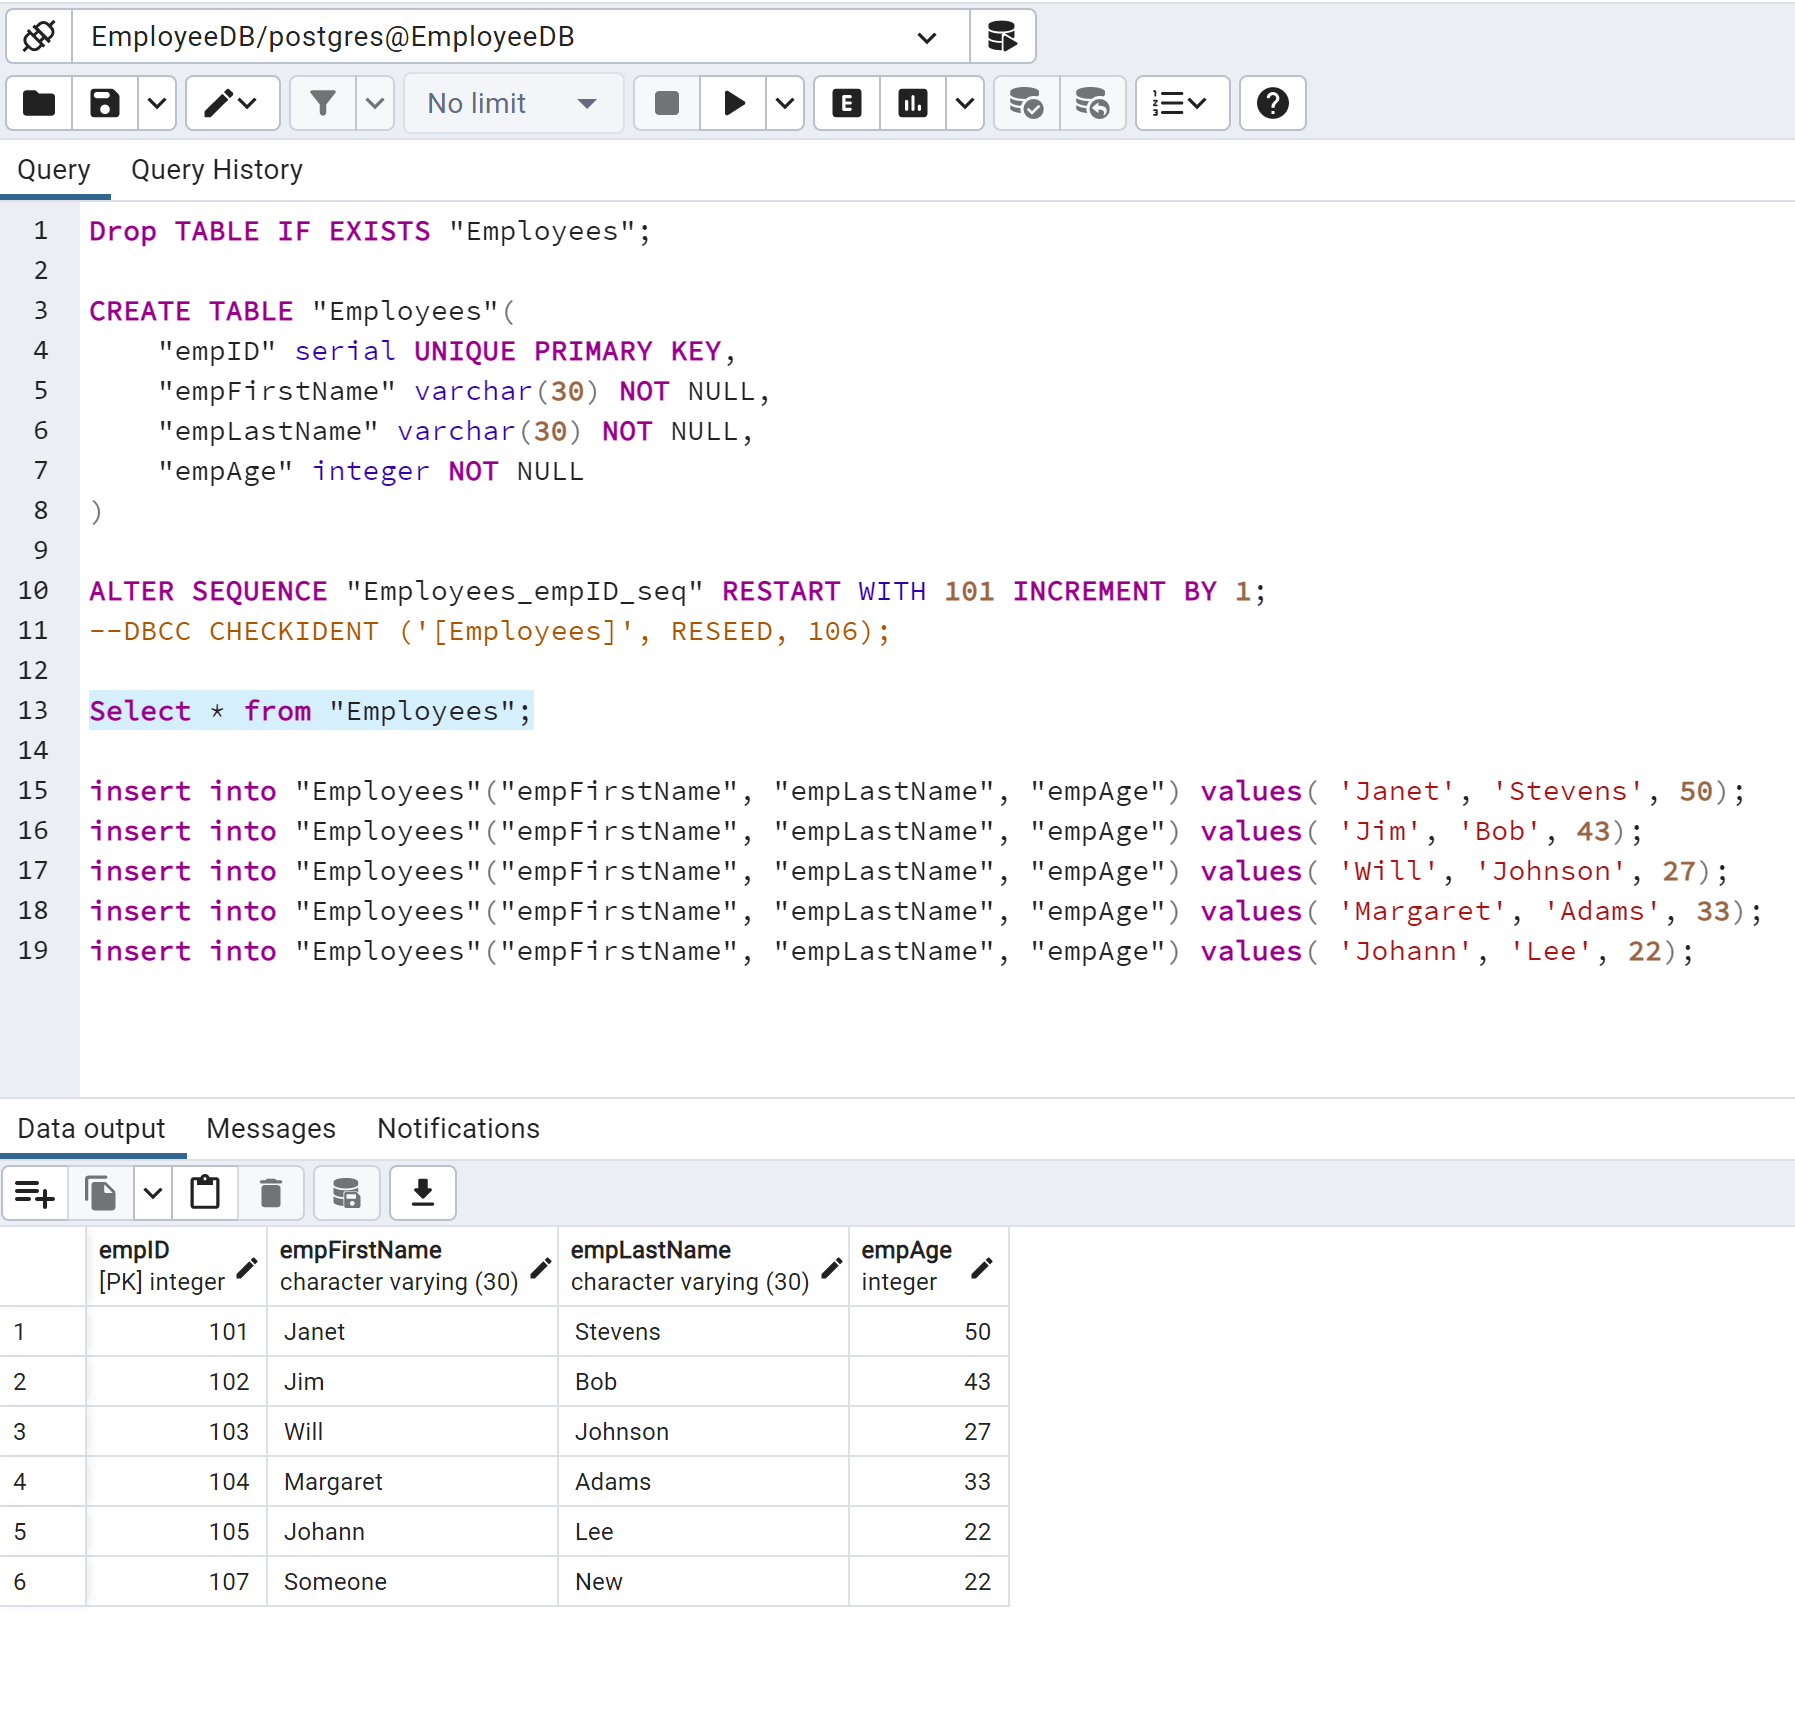 EmployeeDB/postgres@EmployeeDB
No limit
E
Query Query History
1 Drop TABLE IF EXISTS "Employees";
2
3 CREATE TABLE "Employees"(
4 "empID" serial UNIQUE PRIMARY KEY,
5 "empFirstName" varchar(30) NOT NULL,
6 "empLastName" varchar(30) NOT NULL,
7 "empAge" integer NOT NULL
8 )
9
10 ALTER SEQUENCE "Employees_empID_seq" RESTART WITH 101 INCREMENT BY 1;
11 --DBCC CHECKIDENT ('[Employees]', RESEED, 106);
12
13 Select * from "Employees";
14
15 insert into "Employees"("empFirstName", "empLastName", "empAge") values( 'Janet', 'Stevens', 50);
16 insert into "Employees"("empFirstName", "empLastName", "empAge") values( 'Jim', 'Bob', 43);
17 insert into "Employees"("empFirstName", "empLastName", "empAge") values( 'Will', 'Johnson', 27);
18 insert into "Employees"("empFirstName", "empLastName", "empAge") values( 'Margaret', 'Adams', 33);
19 insert into "Employees"("empFirstName", "empLastName", "empAge") values( 'Johann', 'Lee', 22);
Data output Messages Notifications
empID empFirstName empLastName empAge
[PK] integer character varying (30) character varying (30) integer
1 101 Janet Stevens 50
2 102 Jim Bob 43
3 103 Will Johnson 27
4 104 Margaret Adams 33
5 105 Johann Lee 22
6 107 Someone New 22